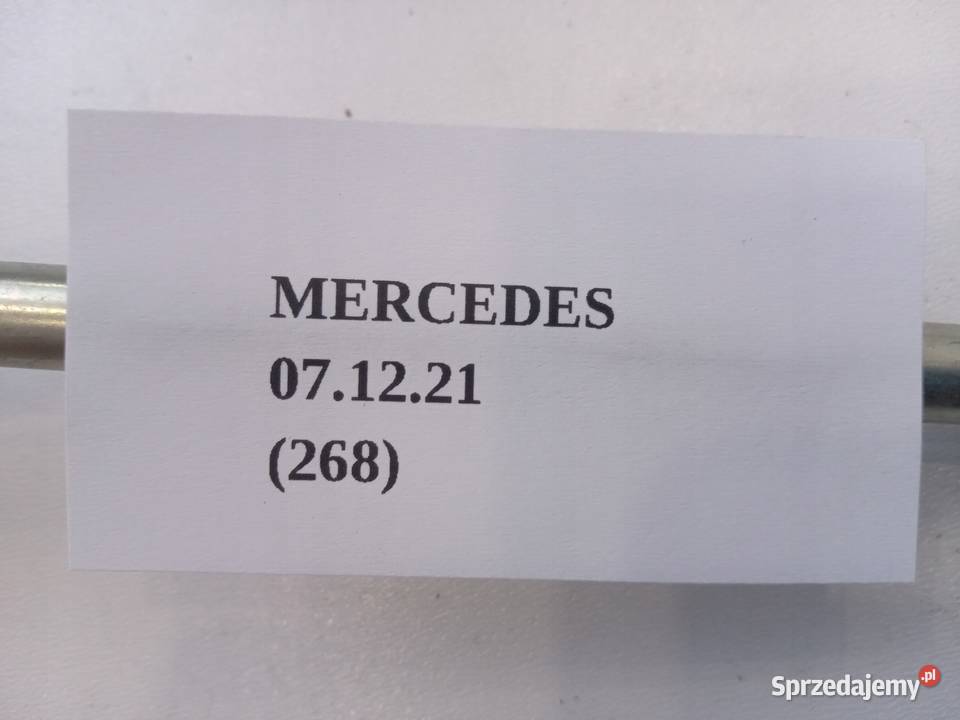 MERCEDES
07.12.21
(268)
Sprzedajemy.pl